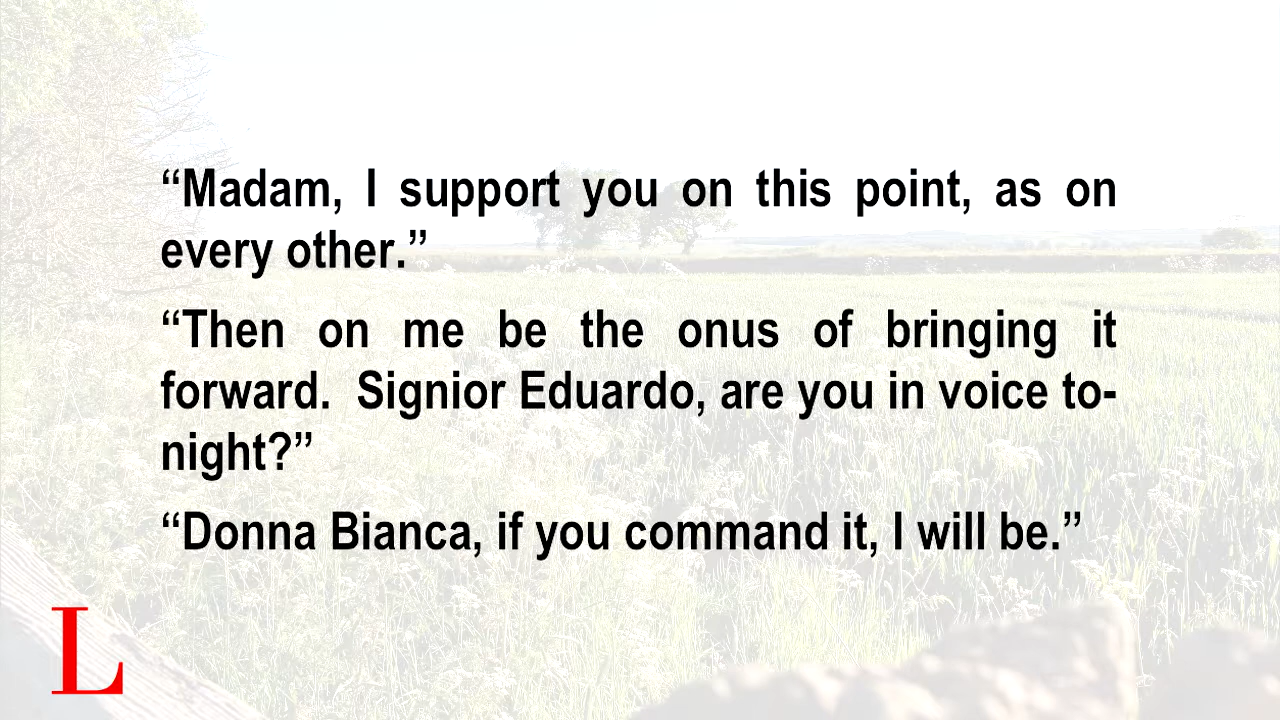 “Madam, I support you on this point, as on
every other.”
“Then on me be the onus of bringing it
forward.  Signior Eduardo, are you in voice to-
night?”
“Donna Bianca, if you command it, I will be.”
L